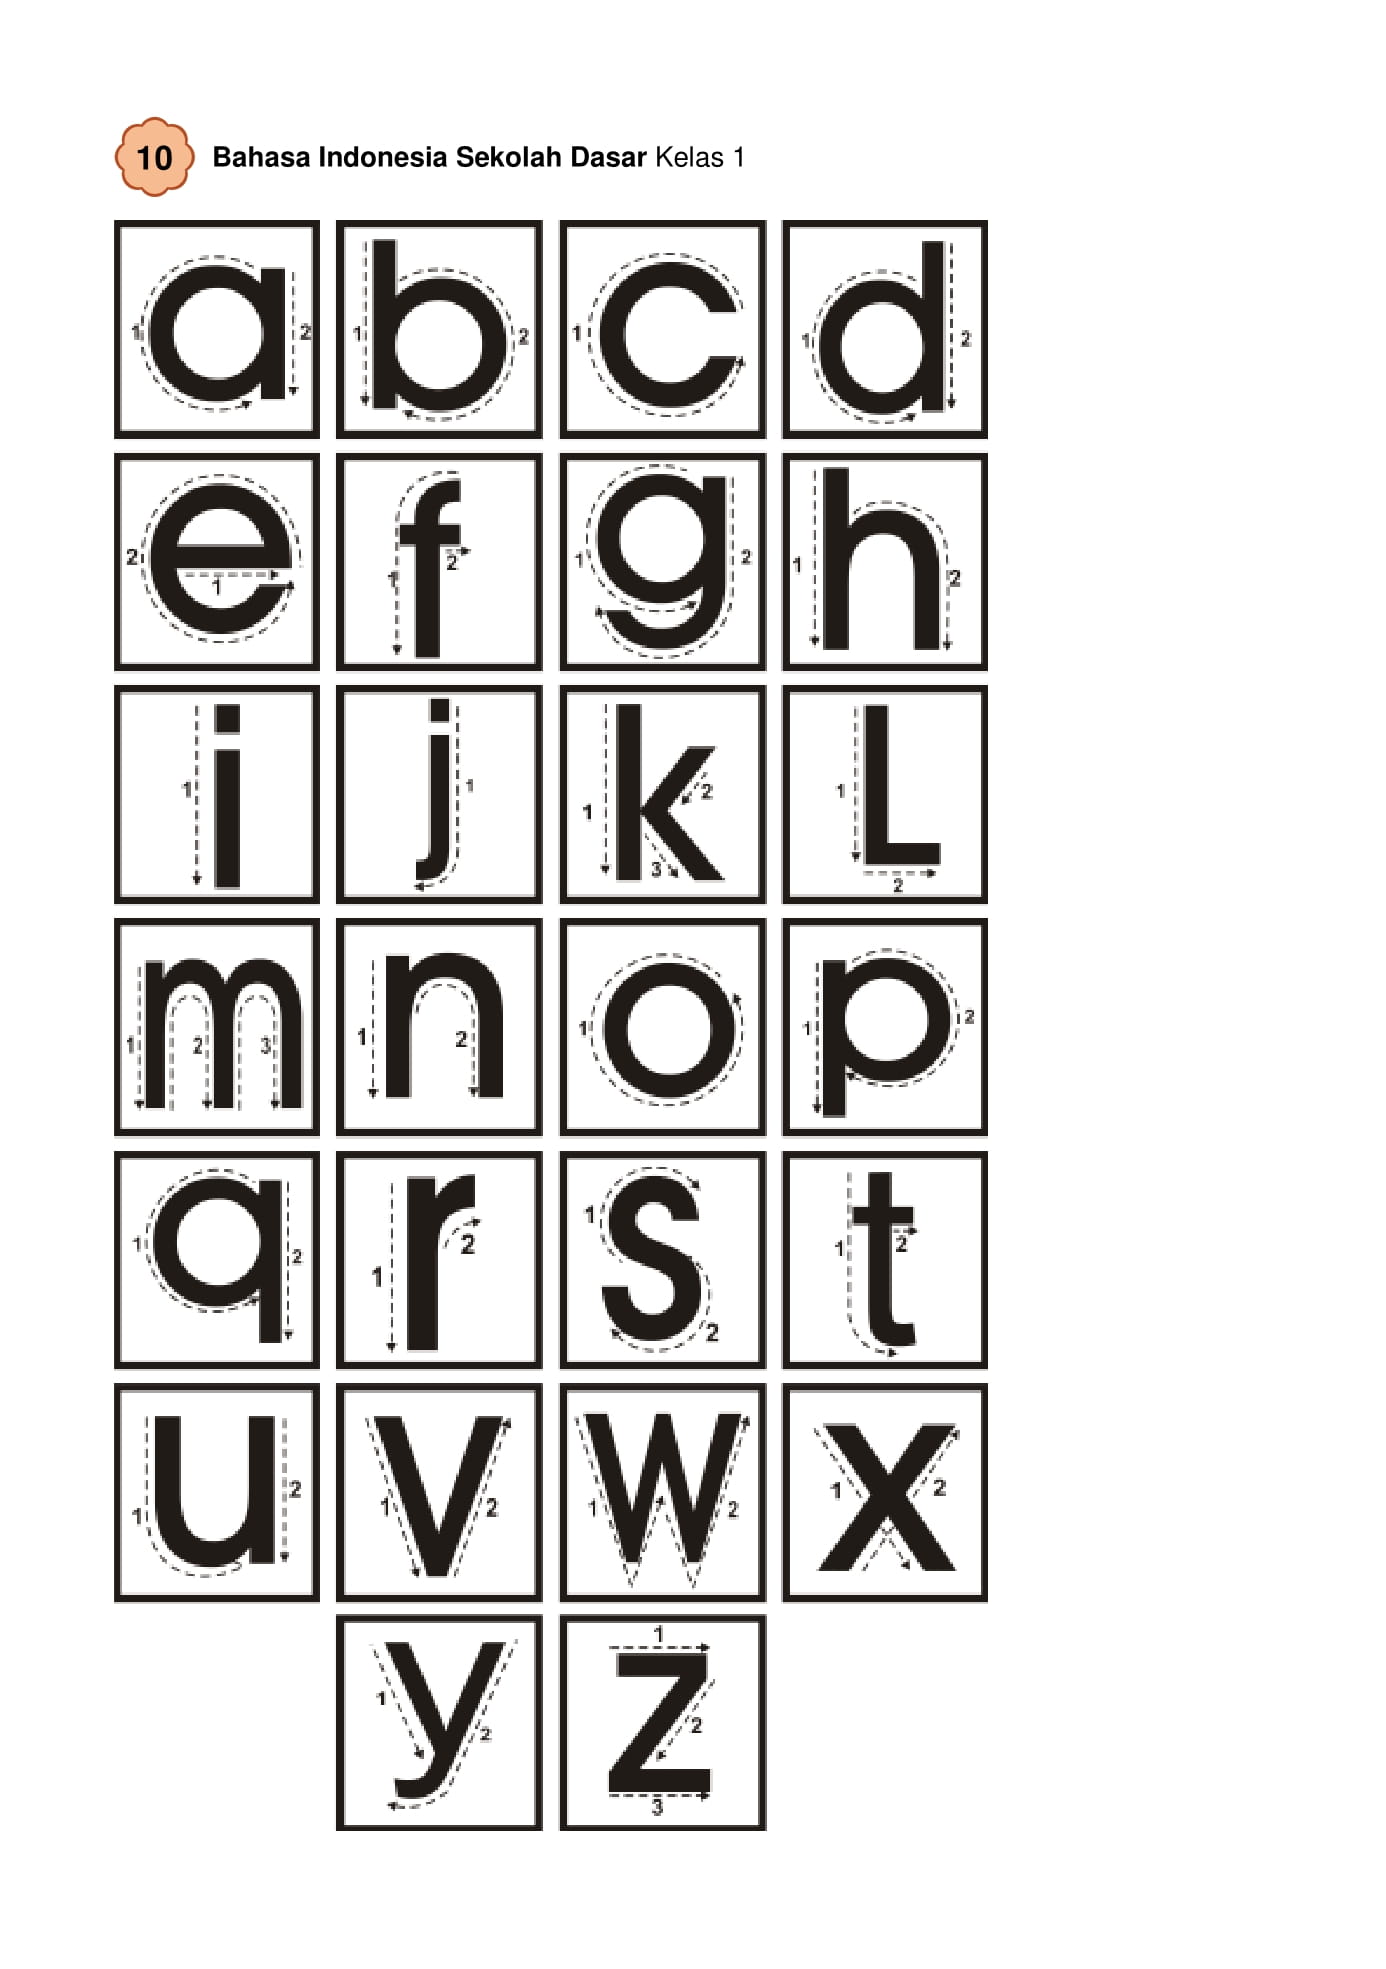 10 Bahasa Indonesia Sekolah Dasar Kelas 1
a b c d
1 2 1 2 1 1 2
e f g h
2 1 1 2 1 2 1 2
i j k L
1 1 1 2 3 1 2
m n o p
1 2 3 1 2 1 1 2
q r s t
1 2 1 2 1 2 1 2
u v w x
1 2 1 2 1 2 1 2
y z
1 2 1 2 3